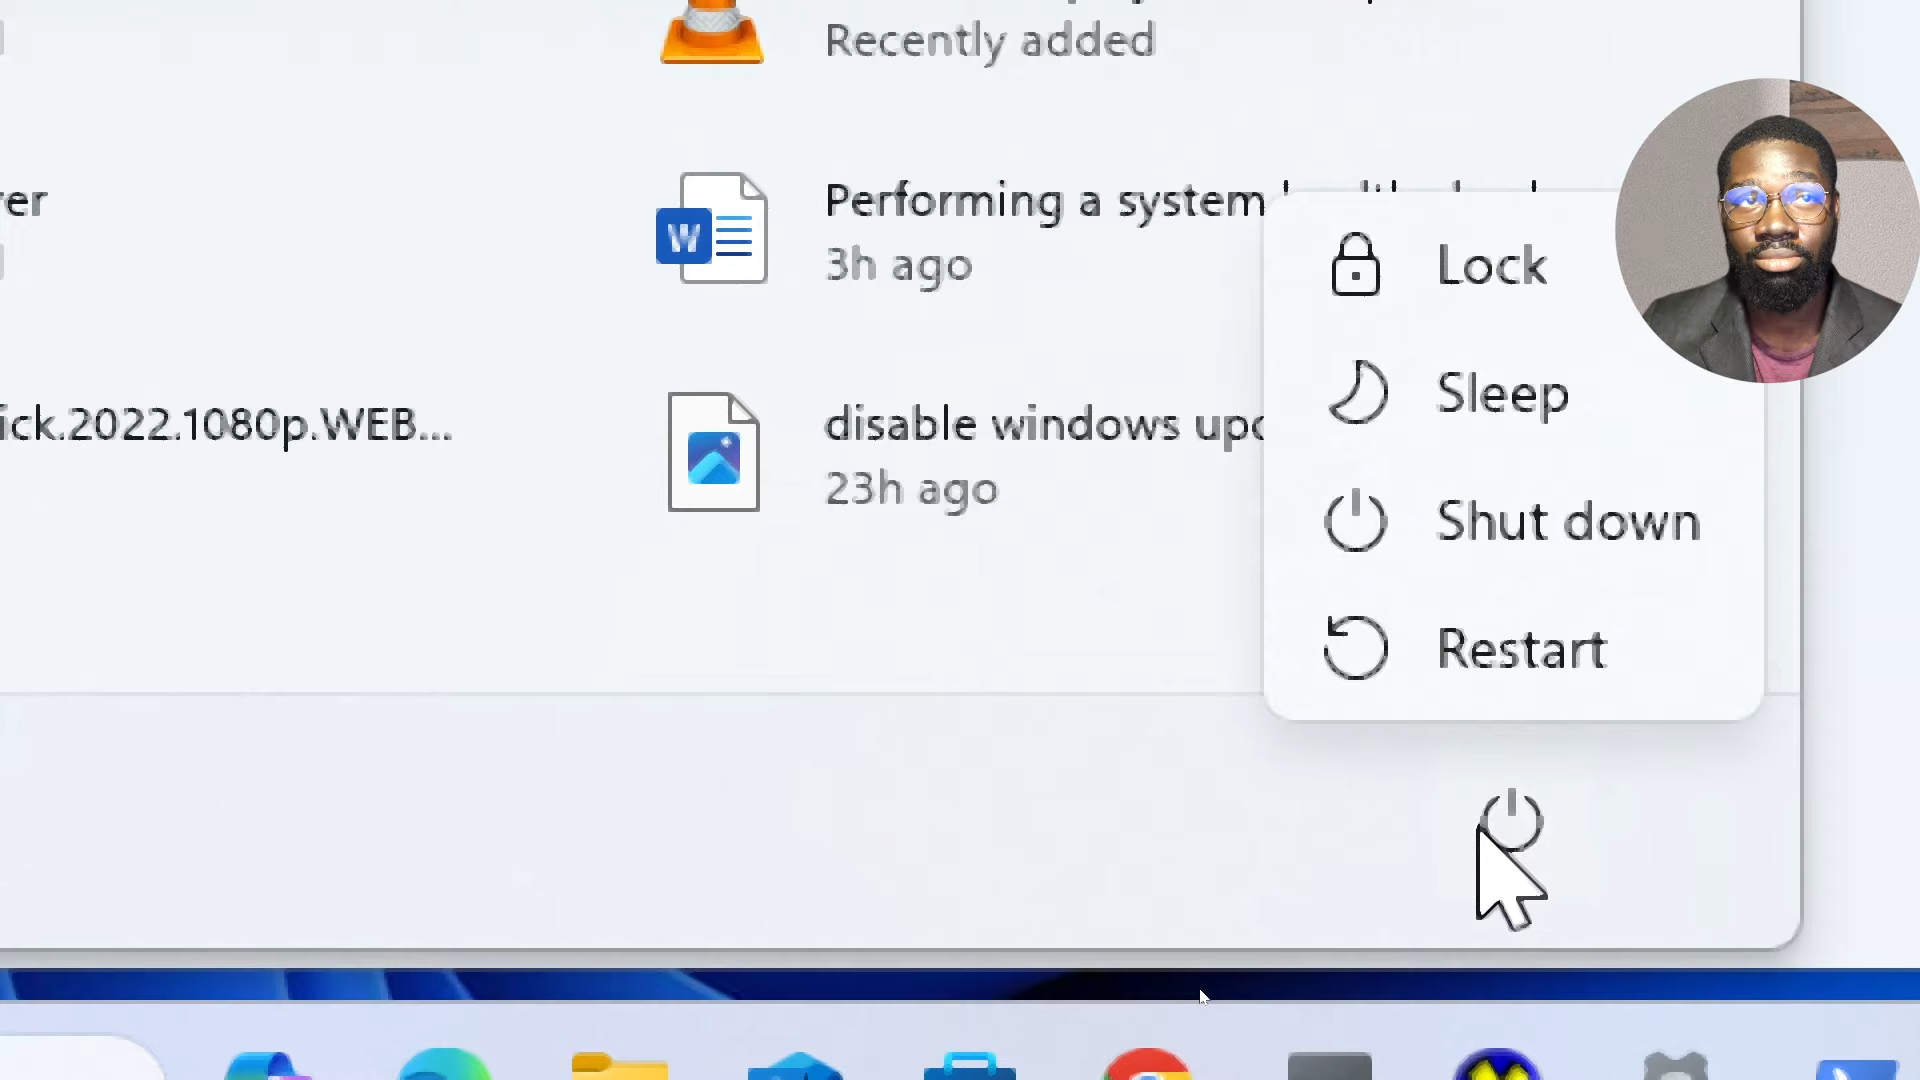 Recently added
er
Performing a system
3h ago
ick.2022.1080p.WEB...
disable windows upd
23h ago
Lock
Sleep
Shut down
Restart
W